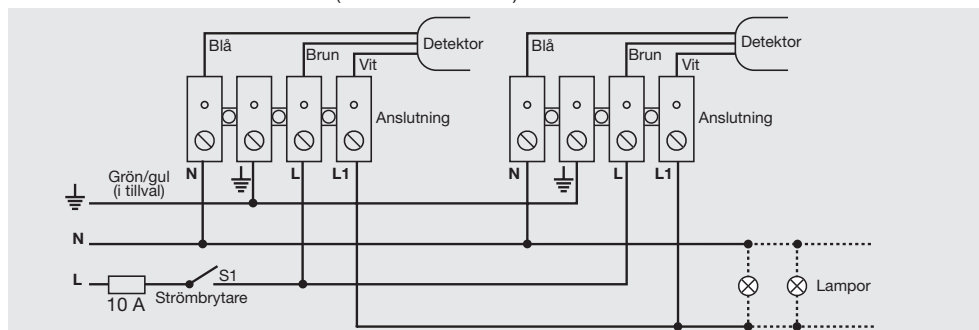 Blå
Brun
Vit
Detektor
Anslutning
N
L
L1
Blå
Brun
Vit
Detektor
Anslutning
N
L
L1
Grön/gul
(i tillval)
N
L
10 A
S1
Strömbrytare
Lampor